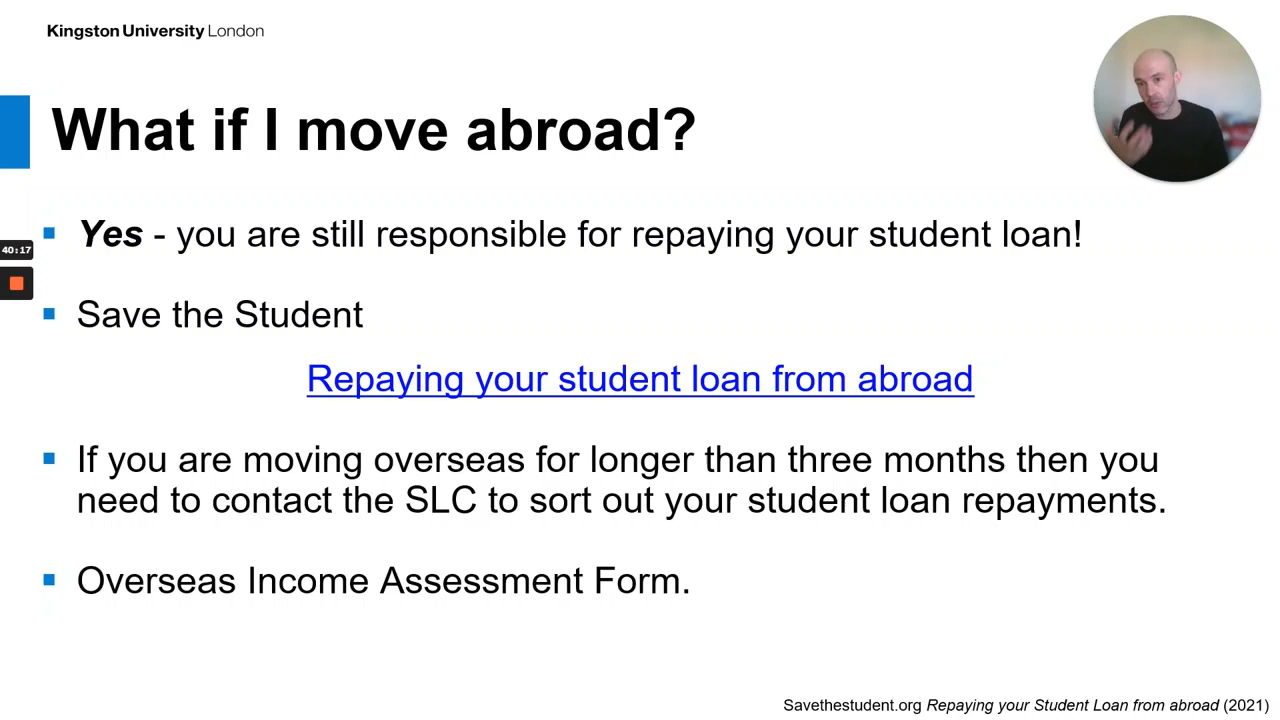 Kingston University London
What if I move abroad?
Yes - you are still responsible for repaying your student loan!
40:17
Save the Student
Repaying your student loan from abroad
If you are moving overseas for longer than three months then you
need to contact the SLC to sort out your student loan repayments.
Overseas Income Assessment Form.
Savethestudent.org Repaying your Student Loan from abroad (2021)